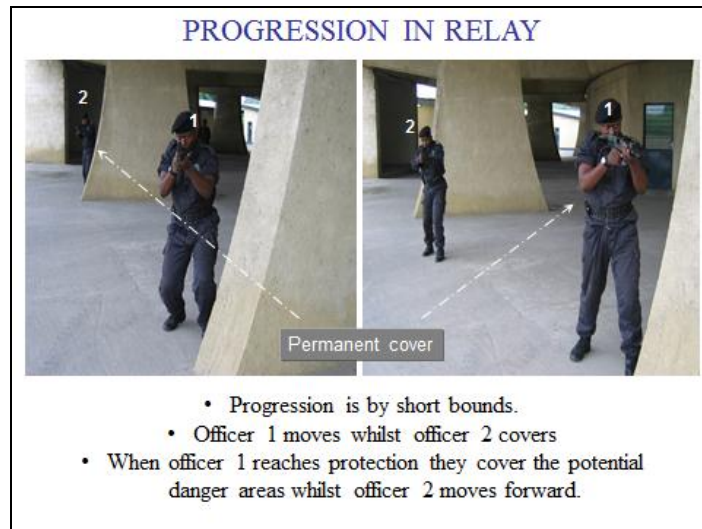 PROGRESSION IN RELAY
2
1
2
1
Permanent cover
• Progression is by short bounds.
• Officer 1 moves whilst officer 2 covers
• When officer 1 reaches protection they cover the potential
danger areas whilst officer 2 moves forward.